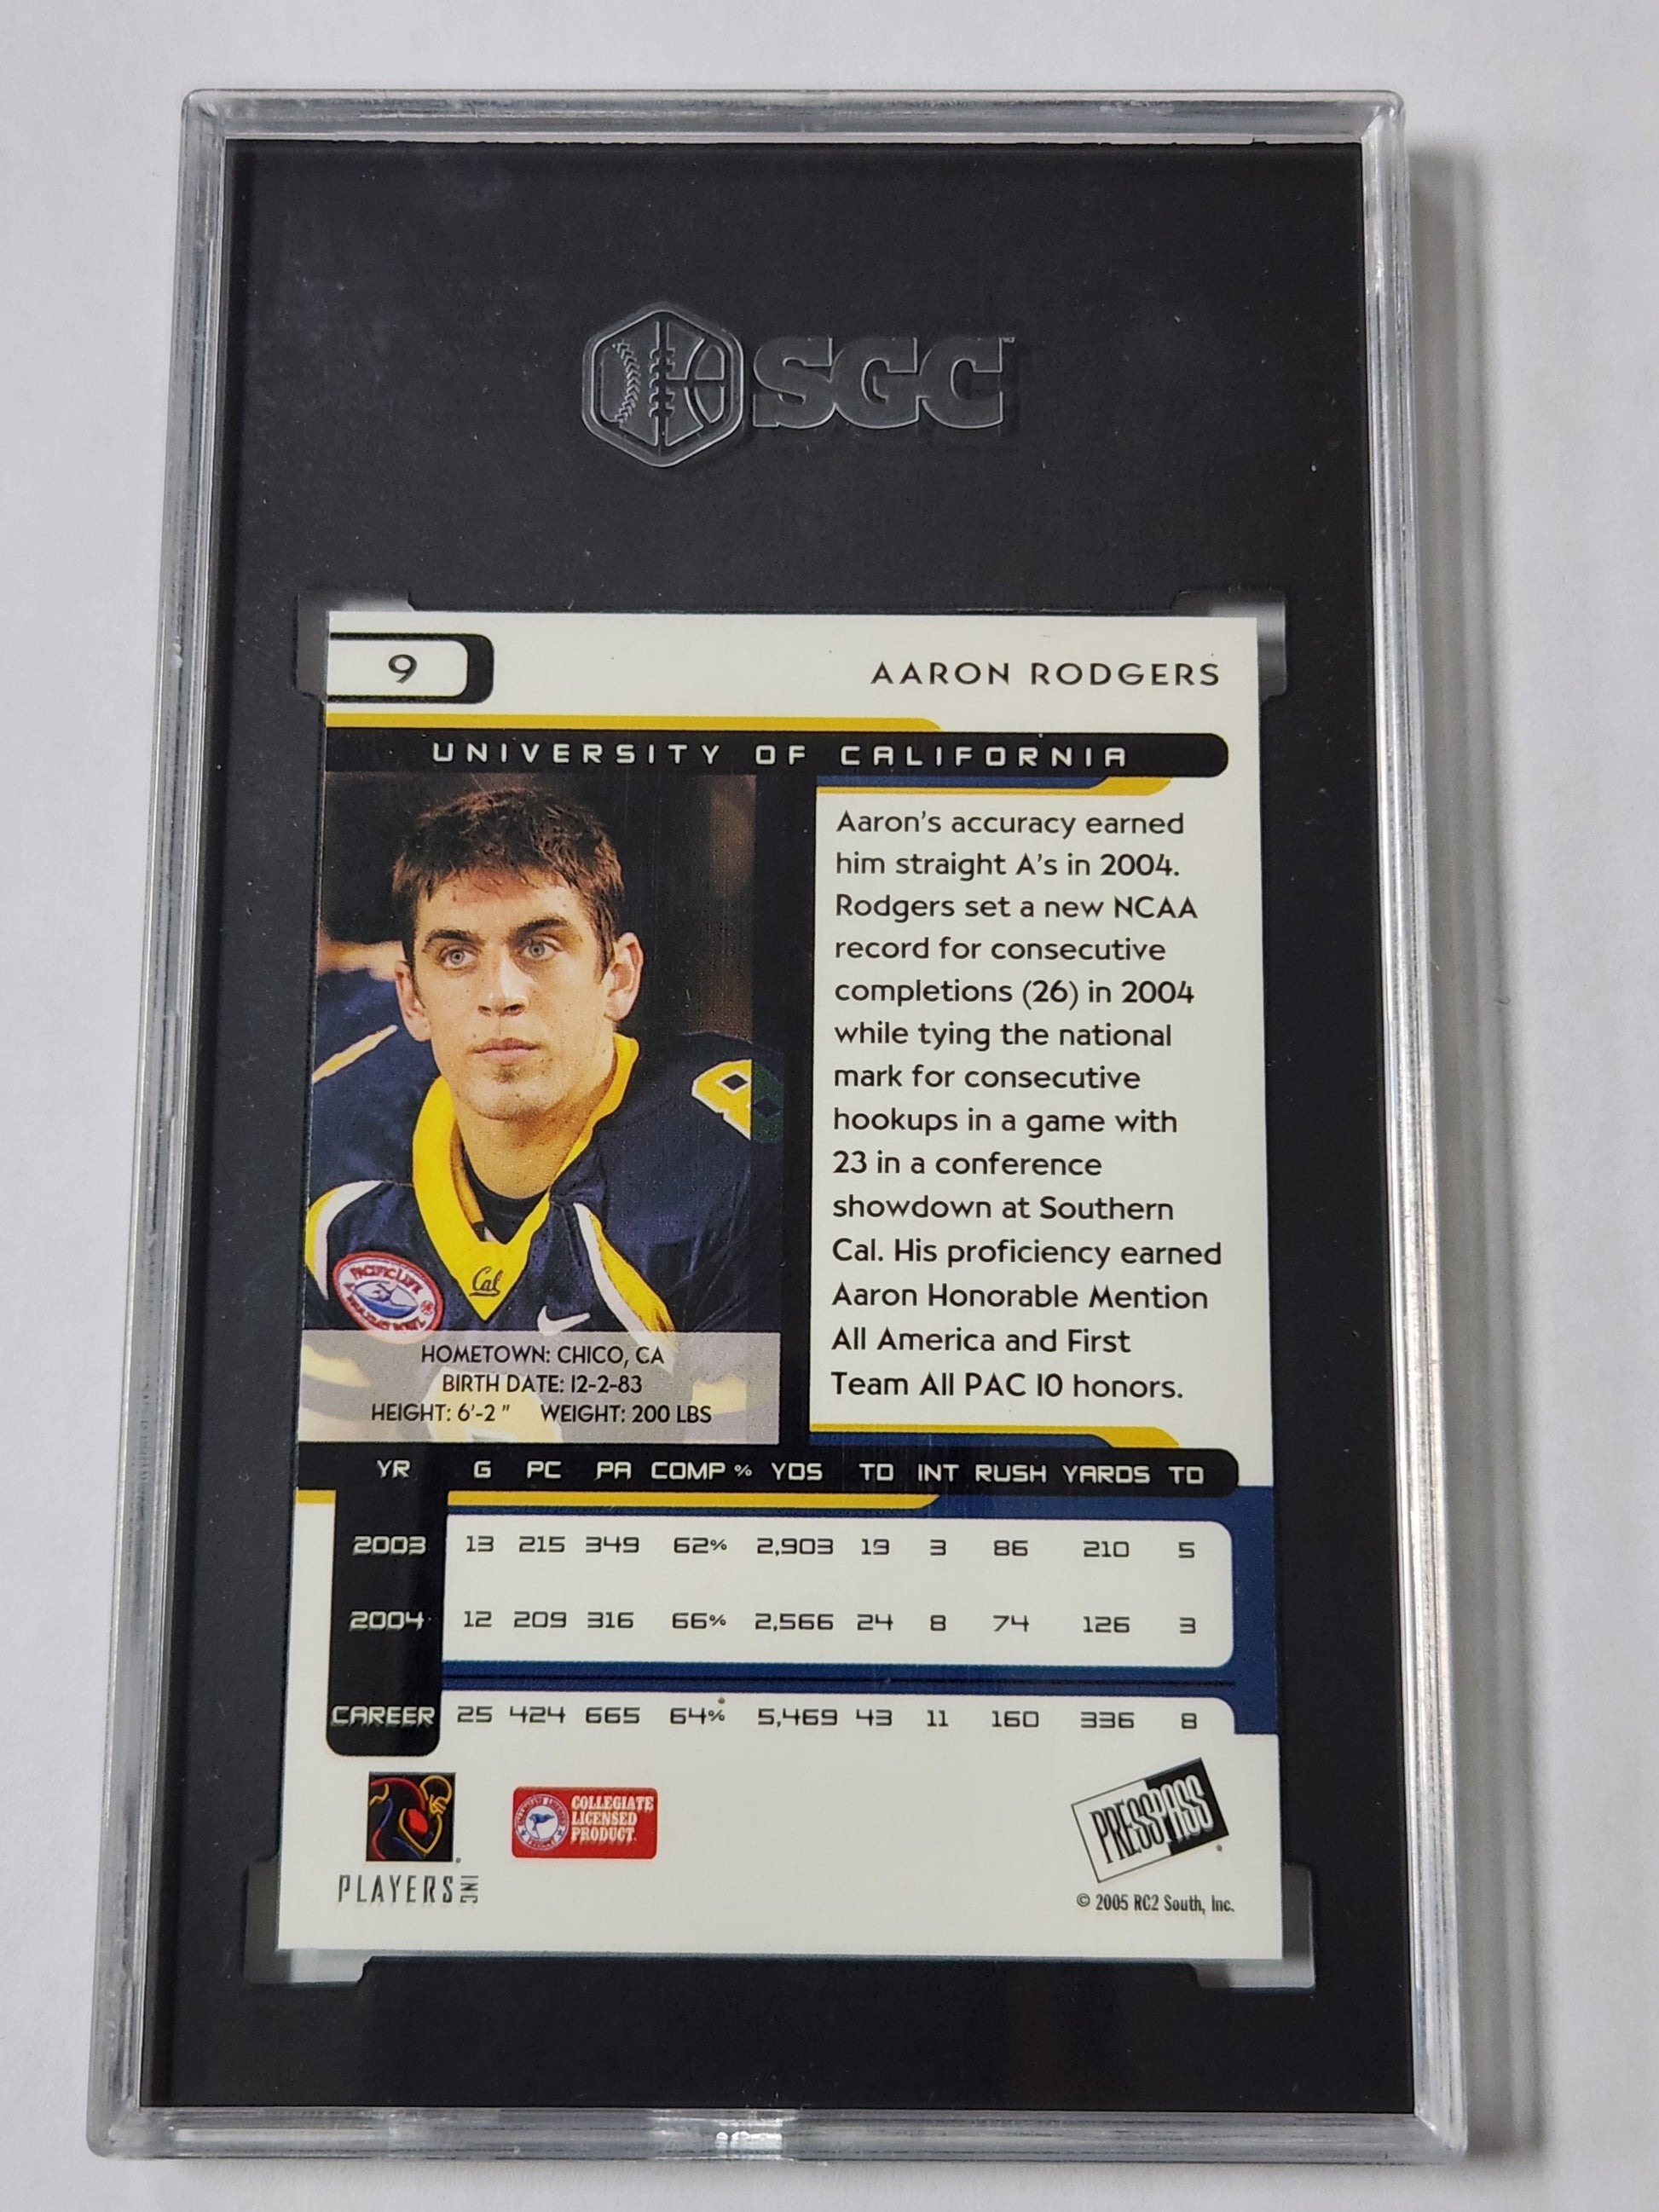 SGC
9
AARON RODGERS
UNIVERSITY OF CALIFORNIA
Aaron's accuracy earned
him straight A's in 2004.
Rodgers set a new NCAA
record for consecutive
completions (26) in 2004
while tying the national
mark for consecutive
hookups in a game with
23 in a conference
showdown at Southern
Cal. His proficiency earned
Aaron Honorable Mention
All America and First
Team All PAC 10 honors.
8
PACIFIC LIFE
Cal
HOMETOWN: CHICO, CA
BIRTH DATE: 12-2-83
HEIGHT: 6'-2" WEIGHT: 200 LBS
YR G PC PA COMP % YDS TD INT RUSH YARDS TD
2003 13 215 349 62% 2,903 19 3 86 210 5
2004 12 209 316 66% 2,566 24 8 74 126 3
CAREER 25 424 665 64% 5,469 43 11 160 336 8
PLAYERS INC
COLLEGIATE
LICENSED
PRODUCT
PRESS PASS
© 2005 RC2 South, Inc.